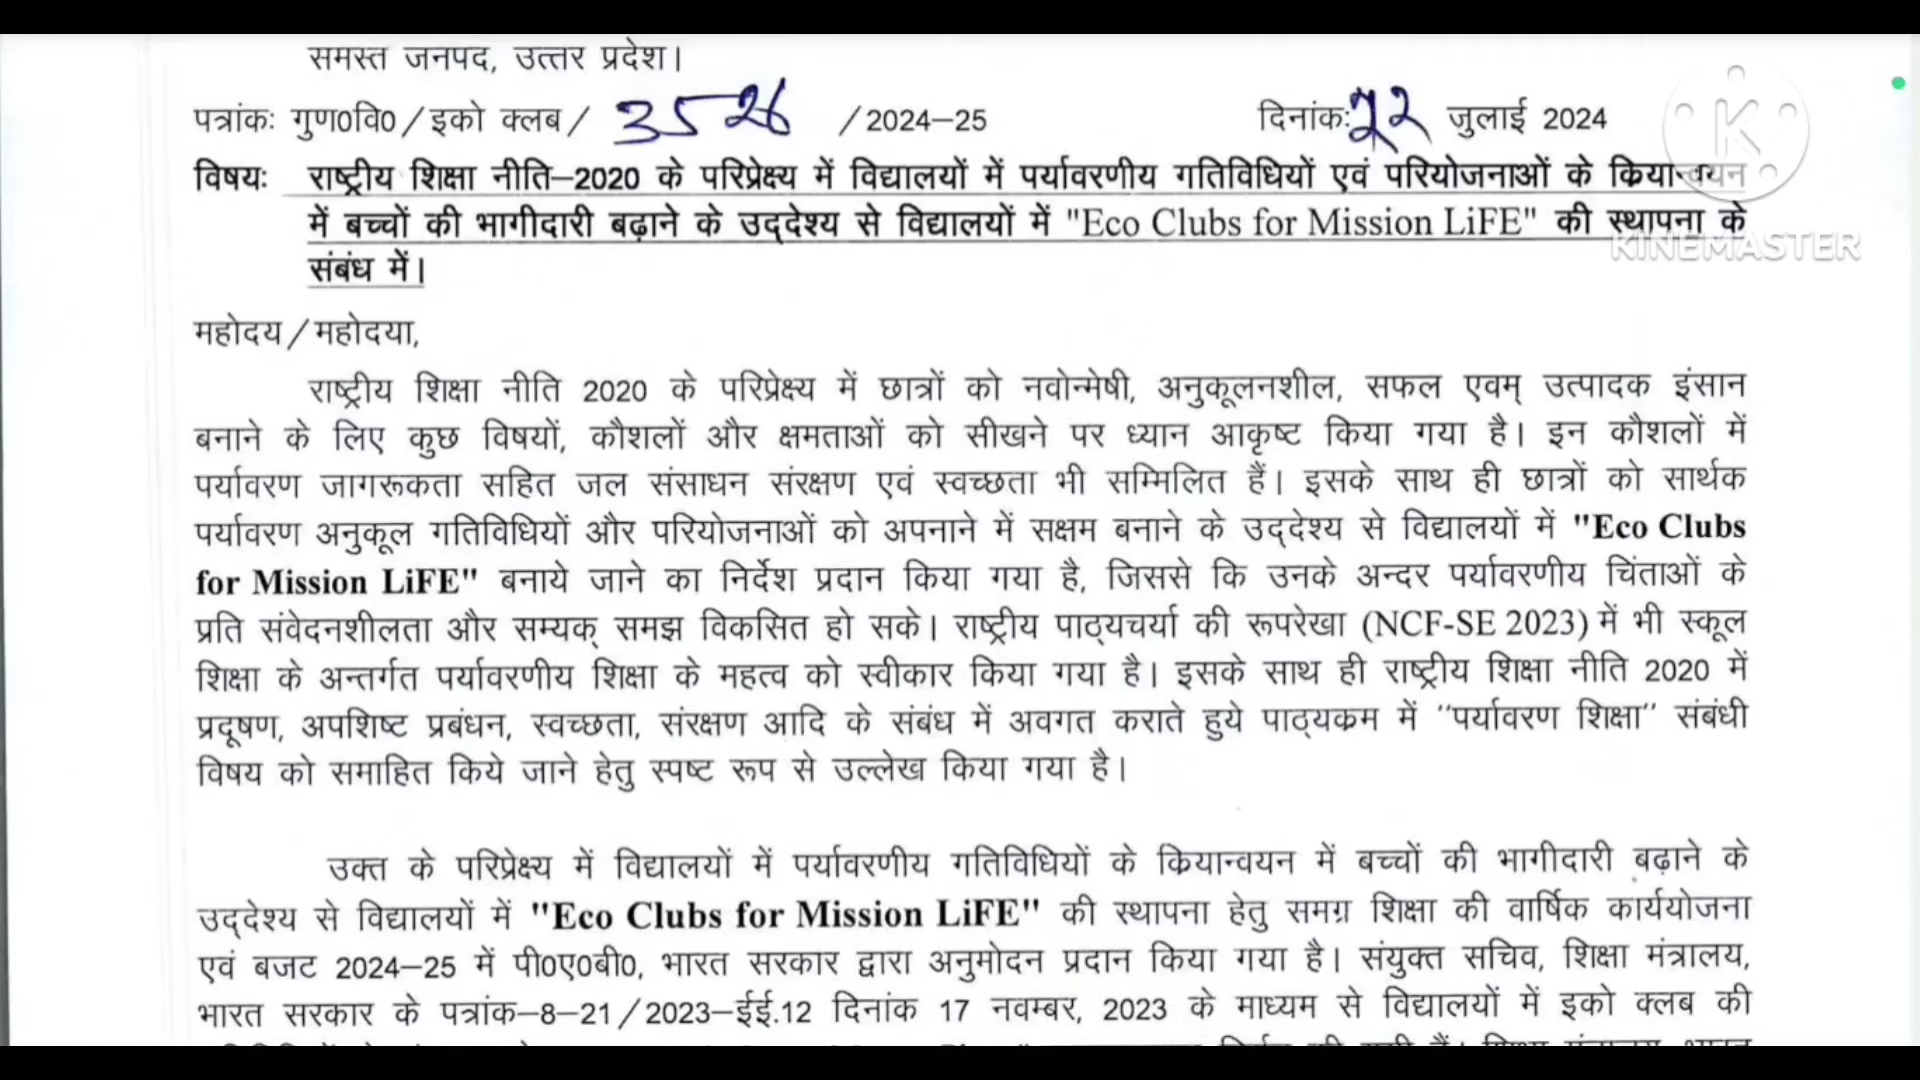 समस्त जनपद, उत्तर प्रदेश।
पत्रांकः गुण0वि0/इको क्लब/ 3526 /2024-25 दिनांकः 22 जुलाई 2024
विषयः राष्ट्रीय शिक्षा नीति-2020 के परिप्रेक्ष्य में विद्यालयों में पर्यावरणीय गतिविधियों एवं परियोजनाओं के क्रियान्वयन
में बच्चों की भागीदारी बढ़ाने के उद्देश्य से विद्यालयों में "Eco Clubs for Mission LiFE" की स्थापना के
KINEMASTER
संबंध में।
महोदय/महोदया,
राष्ट्रीय शिक्षा नीति 2020 के परिप्रेक्ष्य में छात्रों को नवोन्मेषी, अनुकूलनशील, सफल एवम् उत्पादक इंसान
बनाने के लिए कुछ विषयों, कौशलों और क्षमताओं को सीखने पर ध्यान आकृष्ट किया गया है। इन कौशलों में
पर्यावरण जागरूकता सहित जल संसाधन संरक्षण एवं स्वच्छता भी सम्मिलित हैं। इसके साथ ही छात्रों को सार्थक
पर्यावरण अनुकूल गतिविधियों और परियोजनाओं को अपनाने में सक्षम बनाने के उद्देश्य से विद्यालयों में "Eco Clubs
for Mission LiFE" बनाये जाने का निर्देश प्रदान किया गया है, जिससे कि उनके अन्दर पर्यावरणीय चिंताओं के
प्रति संवेदनशीलता और सम्यक् समझ विकसित हो सके। राष्ट्रीय पाठ्यचर्या की रूपरेखा (NCF-SE 2023) में भी स्कूल
शिक्षा के अन्तर्गत पर्यावरणीय शिक्षा के महत्व को स्वीकार किया गया है। इसके साथ ही राष्ट्रीय शिक्षा नीति 2020 में
प्रदूषण, अपशिष्ट प्रबंधन, स्वच्छता, संरक्षण आदि के संबंध में अवगत कराते हुये पाठ्यक्रम में "पर्यावरण शिक्षा" संबंधी
विषय को समाहित किये जाने हेतु स्पष्ट रूप से उल्लेख किया गया है।
उक्त के परिप्रेक्ष्य में विद्यालयों में पर्यावरणीय गतिविधियों के क्रियान्वयन में बच्चों की भागीदारी बढ़ाने के
उद्देश्य से विद्यालयों में "Eco Clubs for Mission LiFE" की स्थापना हेतु समग्र शिक्षा की वार्षिक कार्ययोजना
एवं बजट 2024-25 में पी0ए0बी0, भारत सरकार द्वारा अनुमोदन प्रदान किया गया है। संयुक्त सचिव, शिक्षा मंत्रालय,
भारत सरकार के पत्रांक-8-21/2023-ईई.12 दिनांक 17 नवम्बर, 2023 के माध्यम से विद्यालयों में इको क्लब की